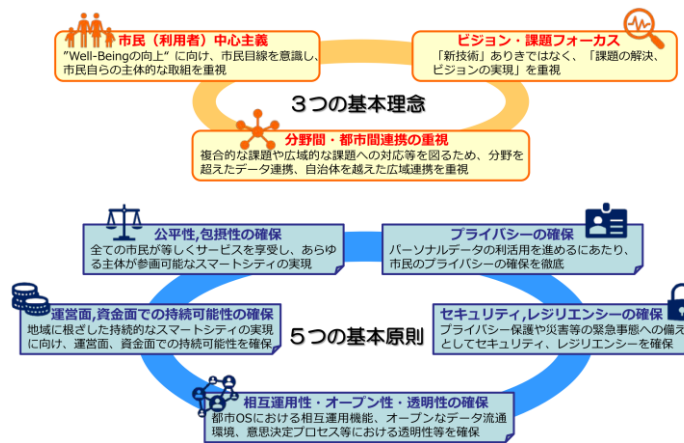 市民（利用者）中心主義
”Well-Beingの向上“ に向け、市民目線を意識し、
市民自らの主体的な取組を重視
ビジョン・課題フォーカス
「新技術」ありきではなく、「課題の解決、
ビジョンの実現」を重視
３つの基本理念
分野間・都市間連携の重視
複合的な課題や広域的な課題への対応等を図るため、分野を
超えたデータ連携、自治体を越えた広域連携を重視
公平性,包摂性の確保
全ての市民が等しくサービスを享受し、あらゆ
る主体が参画可能なスマートシティの実現
プライバシーの確保
パーソナルデータの利活用を進めるにあたり、
市民のプライバシーの確保を徹底
運営面,資金面での持続可能性の確保
地域に根ざした持続的なスマートシティの実現
に向け、運営面、資金面での持続可能性を確保
セキュリティ,レジリエンシーの確保
プライバシー保護や災害等の緊急事態への備え
としてセキュリティ、レジリエンシーを確保
５つの基本原則
相互運用性・オープン性・透明性の確保
都市OSにおける相互運用機能、オープンなデータ流通
環境、意思決定プロセス等における透明性等を確保